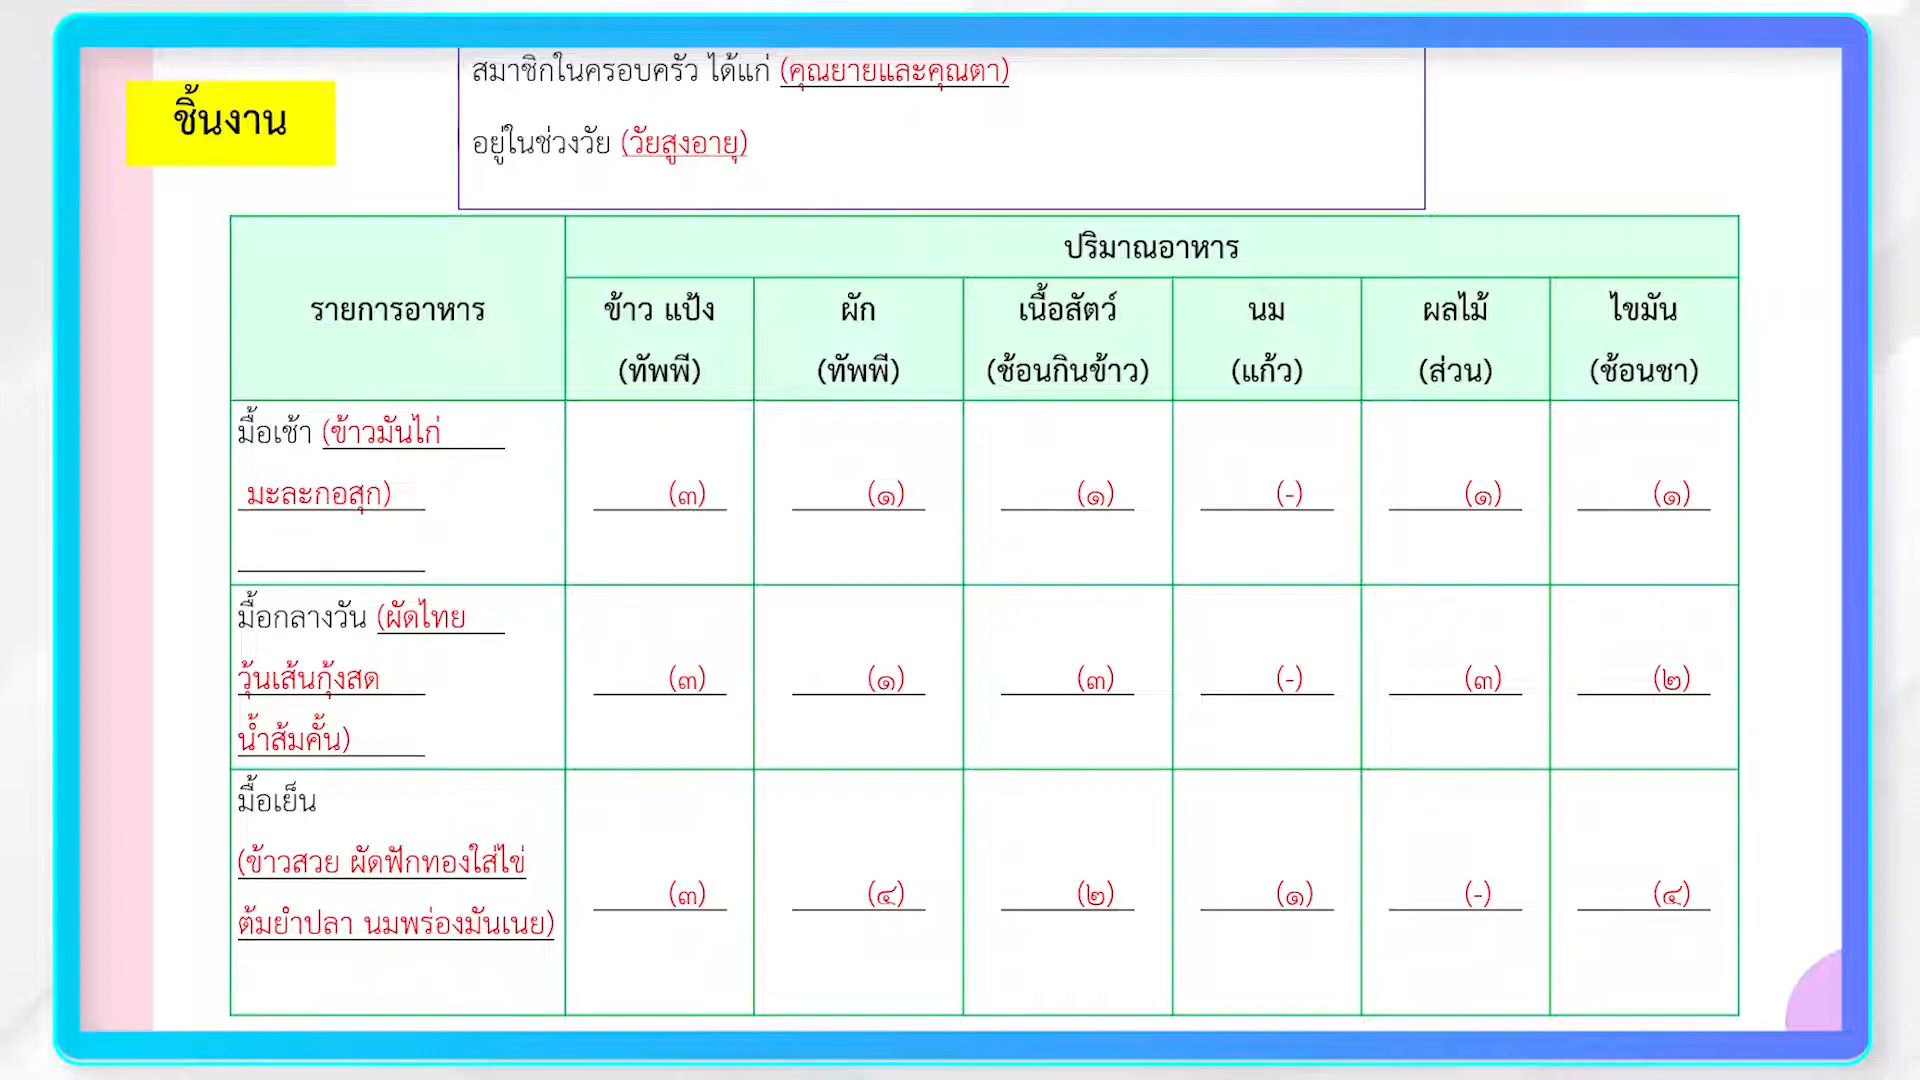 สมาชิกในครอบครัว ได้แก่ (คุณยายและคุณตา)
ชิ้นงาน
อยู่ในช่วงวัย (วัยสูงอายุ)
รายการอาหาร
ปริมาณอาหาร
ข้าว แป้ง
(ทัพพี)
ผัก
(ทัพพี)
เนื้อสัตว์
(ช้อนกินข้าว)
นม
(แก้ว)
ผลไม้
(ส่วน)
ไขมัน
(ช้อนชา)
มื้อเช้า (ข้าวมันไก่
มะละกอสุก)
(๓) (๑) (๑) (-) (๑) (๑)
มื้อกลางวัน (ผัดไทย
วุ้นเส้นกุ้งสด
น้ำส้มคั้น)
(๓) (๑) (๓) (-) (๓) (๒)
มื้อเย็น
(ข้าวสวย ผัดฟักทองใส่ไข่
ต้มยำปลา นมพร่องมันเนย)
(๓) (๔) (๒) (๑) (-) (๔)